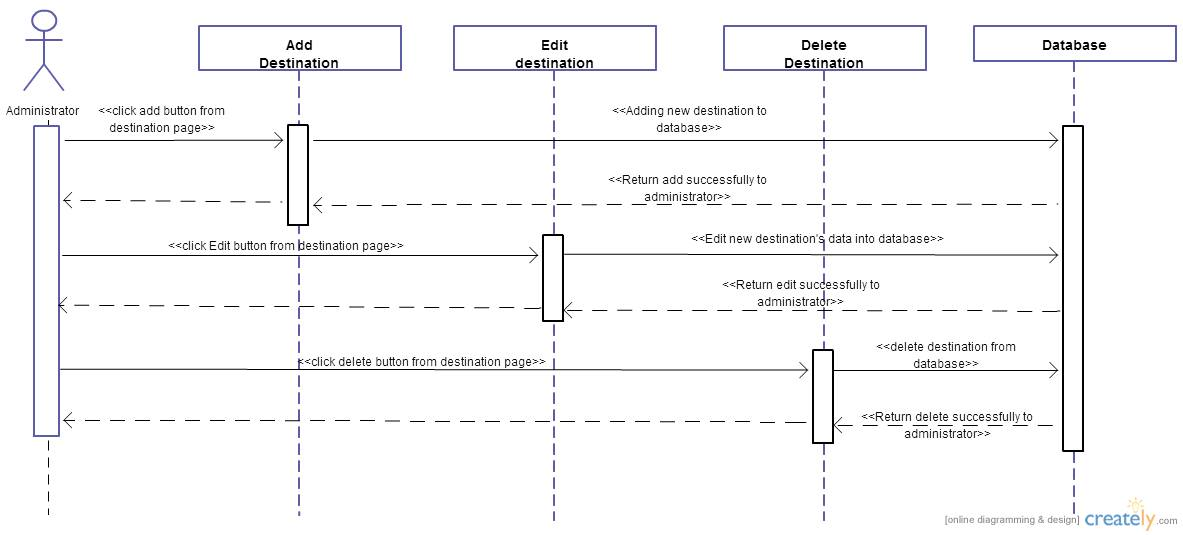 Add
Destination
Edit
destination
Delete
Destination
Database
Administrator
<<click add button from
destination page>>
<<Adding new destination to
database>>
<<Return add successfully to
administrator>>
<<click Edit button from destination page>>
<<Edit new destination's data into database>>
<<Return edit successfully to
administrator>>
<<click delete button from destination page>>
<<delete destination from
database>>
<<Return delete successfully to
administrator>>
[online diagramming & design] creately.com